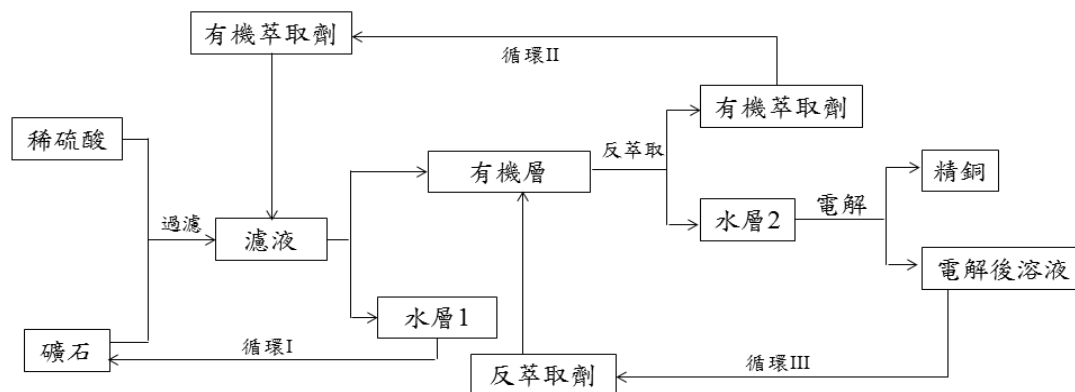 有機萃取劑
循環II
有機萃取劑
稀硫酸
反萃取
有機層
精銅
過濾
濾液
水層2
電解
電解後溶液
水層1
礦石
循環I
反萃取劑
循環III